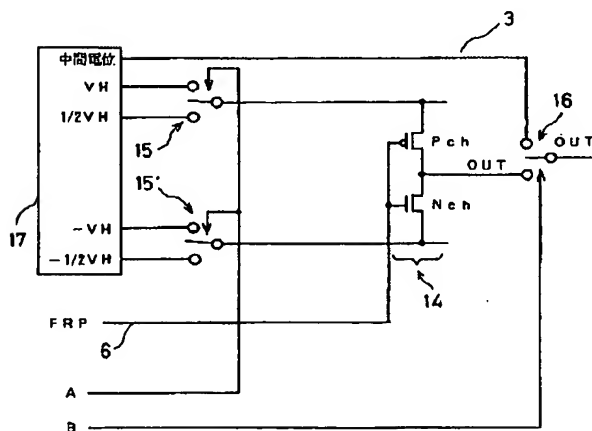 3
中間電位
VH
1/2VH
15
16
OUT
Pch
OUT
15'
Nch
17
~VH
-1/2VH
14
FRP
6
A
B